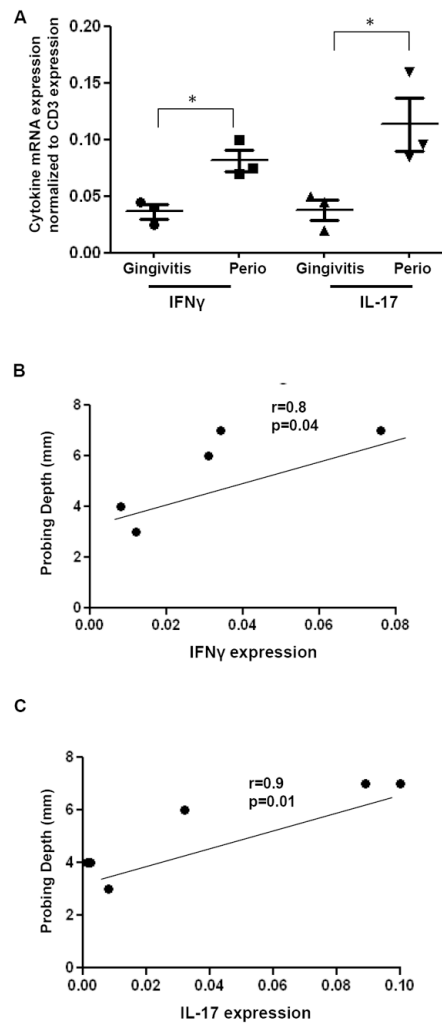 A
Cytokine mRNA expression
normalized to CD3 expression
0.20
0.15
0.10
0.05
0.00
*
*
Gingivitis Perio Gingivitis Perio
IFNγ IL-17
B
Probing Depth (mm)
8
6
4
2
0
r=0.8
p=0.04
0.00 0.02 0.04 0.06 0.08
IFNγ expression
C
Probing Depth (mm)
8
6
4
2
0
r=0.9
p=0.01
0.00 0.02 0.04 0.06 0.08 0.10
IL-17 expression